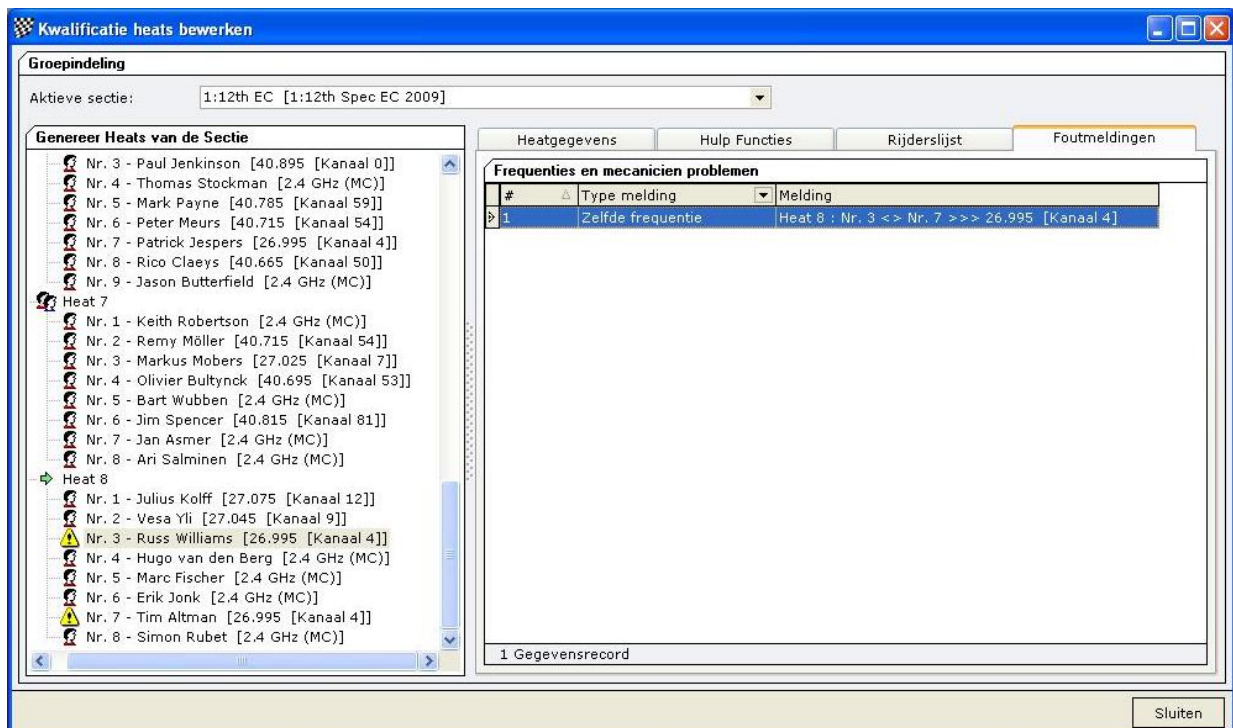 Kwalificatie heats bewerken
Groepindeling
Aktieve sectie: 1:12th EC [1:12th Spec EC 2009]
Genereer Heats van de Sectie
Nr. 3 - Paul Jenkinson [40.895 [Kanaal 0]]
Nr. 4 - Thomas Stockman [2.4 GHz (MC)]
Nr. 5 - Mark Payne [40.785 [Kanaal 59]]
Nr. 6 - Peter Meurs [40.715 [Kanaal 54]]
Nr. 7 - Patrick Jespers [26.995 [Kanaal 4]]
Nr. 8 - Rico Claeys [40.665 [Kanaal 50]]
Nr. 9 - Jason Butterfield [2.4 GHz (MC)]
Heat 7
Nr. 1 - Keith Robertson [2.4 GHz (MC)]
Nr. 2 - Remy Möller [40.715 [Kanaal 54]]
Nr. 3 - Markus Mobers [27.025 [Kanaal 7]]
Nr. 4 - Olivier Bultynck [40.695 [Kanaal 53]]
Nr. 5 - Bart Wubben [2.4 GHz (MC)]
Nr. 6 - Jim Spencer [40.815 [Kanaal 81]]
Nr. 7 - Jan Asmer [2.4 GHz (MC)]
Nr. 8 - Ari Salminen [2.4 GHz (MC)]
Heat 8
Nr. 1 - Julius Kolff [27.075 [Kanaal 12]]
Nr. 2 - Vesa Yli [27.045 [Kanaal 9]]
Nr. 3 - Russ Williams [26.995 [Kanaal 4]]
Nr. 4 - Hugo van den Berg [2.4 GHz (MC)]
Nr. 5 - Marc Fischer [2.4 GHz (MC)]
Nr. 6 - Erik Jonk [2.4 GHz (MC)]
Nr. 7 - Tim Altman [26.995 [Kanaal 4]]
Nr. 8 - Simon Rubet [2.4 GHz (MC)]
Heatgegevens Hulp Functies Rijderslijst Foutmeldingen
Frequenties en mecanicien problemen
# Type melding Melding
1 Zelfde frequentie Heat 8 : Nr. 3 <> Nr. 7 >>> 26.995 [Kanaal 4]
1 Gegevensrecord
Sluiten